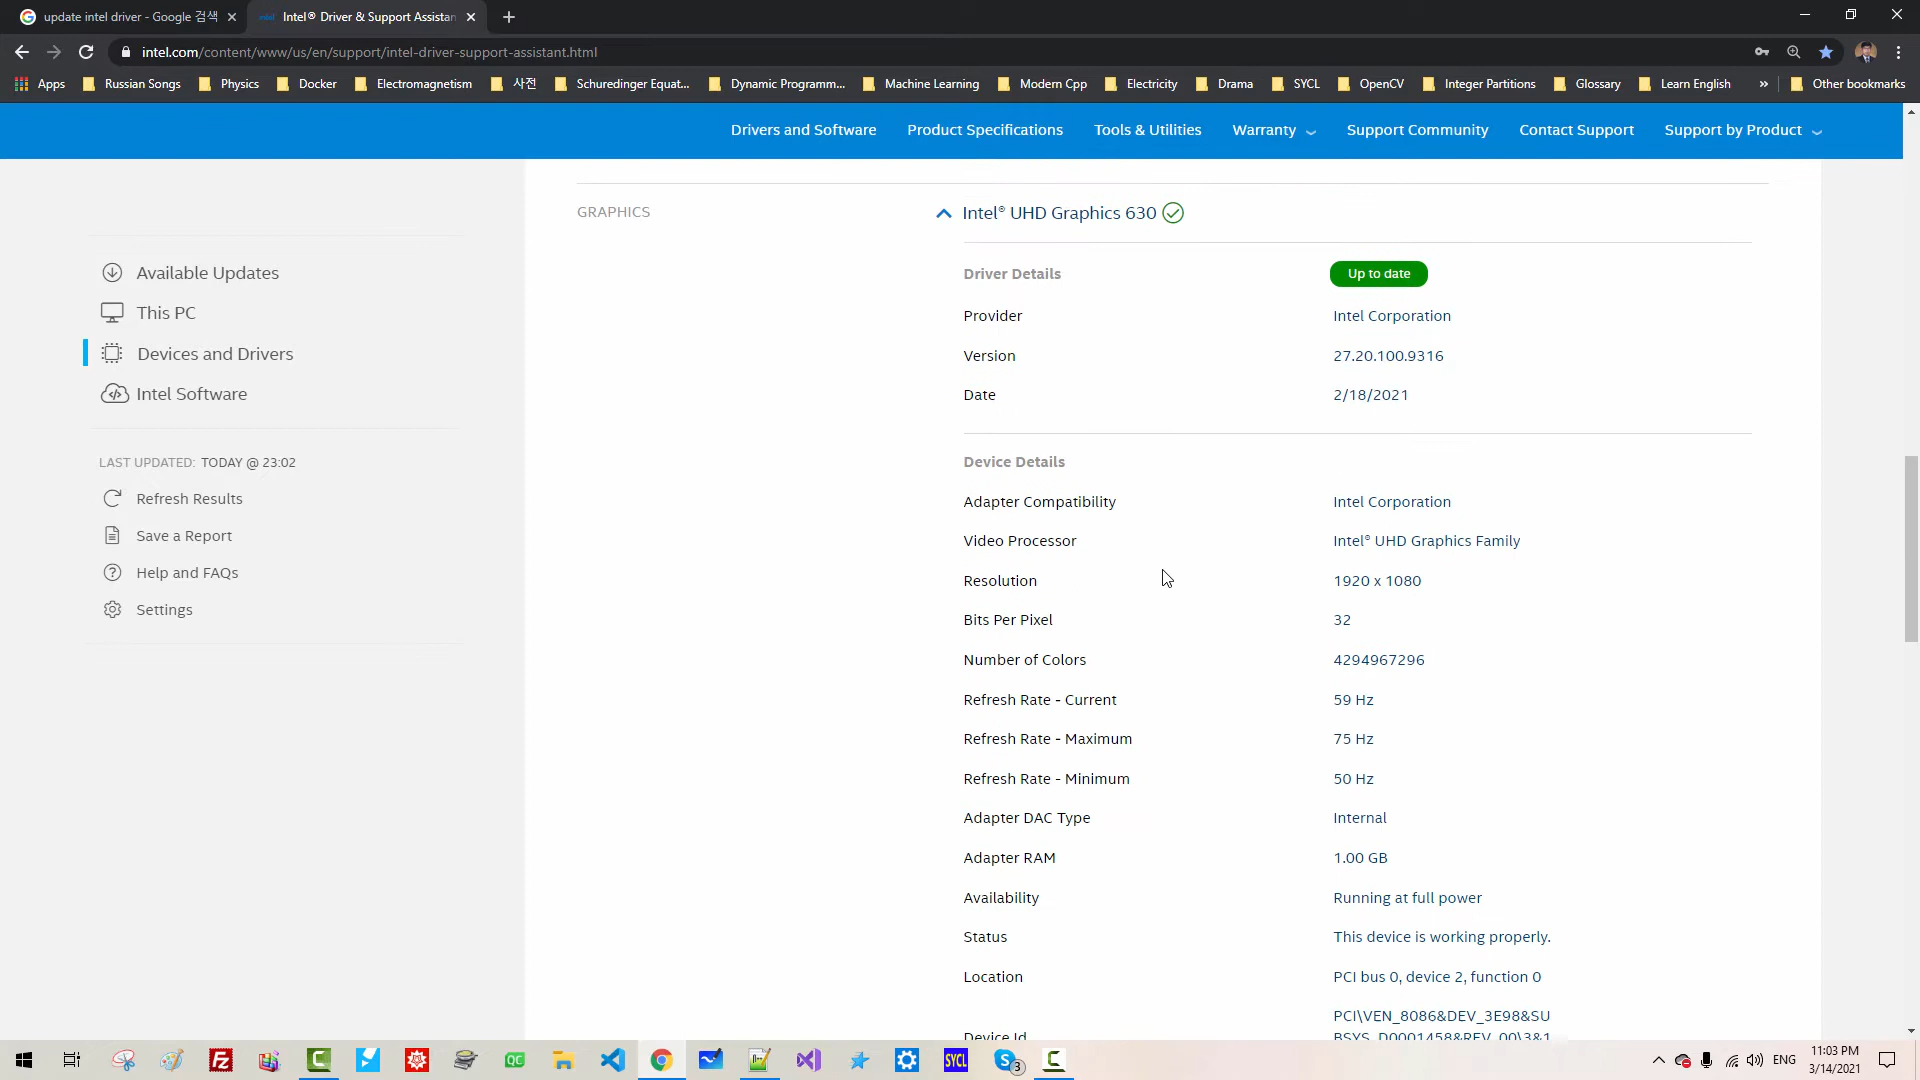 update intel driver - Google 검색
Intel® Driver & Support Assistan
intel.com/content/www/us/en/support/intel-driver-support-assistant.html
Apps
Russian Songs
Physics
Docker
Electromagnetism
사전
Schuredinger Equat...
Dynamic Programm...
Machine Learning
Modern Cpp
Electricity
Drama
SYCL
OpenCV
Integer Partitions
Glossary
Learn English
»
Other bookmarks
Drivers and Software
Product Specifications
Tools & Utilities
Warranty
Support Community
Contact Support
Support by Product
Available Updates
This PC
Devices and Drivers
Intel Software
LAST UPDATED: TODAY @ 23:02
Refresh Results
Save a Report
Help and FAQs
Settings
GRAPHICS
Intel® UHD Graphics 630
Driver Details Up to date
Provider Intel Corporation
Version 27.20.100.9316
Date 2/18/2021
Device Details
Adapter Compatibility Intel Corporation
Video Processor Intel® UHD Graphics Family
Resolution 1920 x 1080
Bits Per Pixel 32
Number of Colors 4294967296
Refresh Rate - Current 59 Hz
Refresh Rate - Maximum 75 Hz
Refresh Rate - Minimum 50 Hz
Adapter DAC Type Internal
Adapter RAM 1.00 GB
Availability Running at full power
Status This device is working properly.
Location PCI bus 0, device 2, function 0
PCI\VEN_8086&DEV_3E98&SU
Device Id BSYS_D0001458&REV_00\3&1
QC
SYCL
3
ENG
11:03 PM
3/14/2021